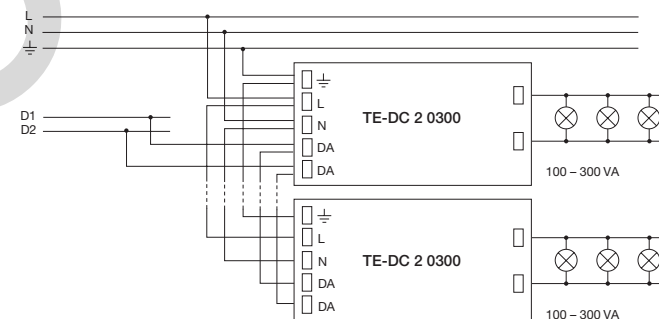 L
N
D1
D2
L
N
DA
DA
TE-DC 2 0300
100 – 300 VA
L
N
DA
DA
TE-DC 2 0300
100 – 300 VA